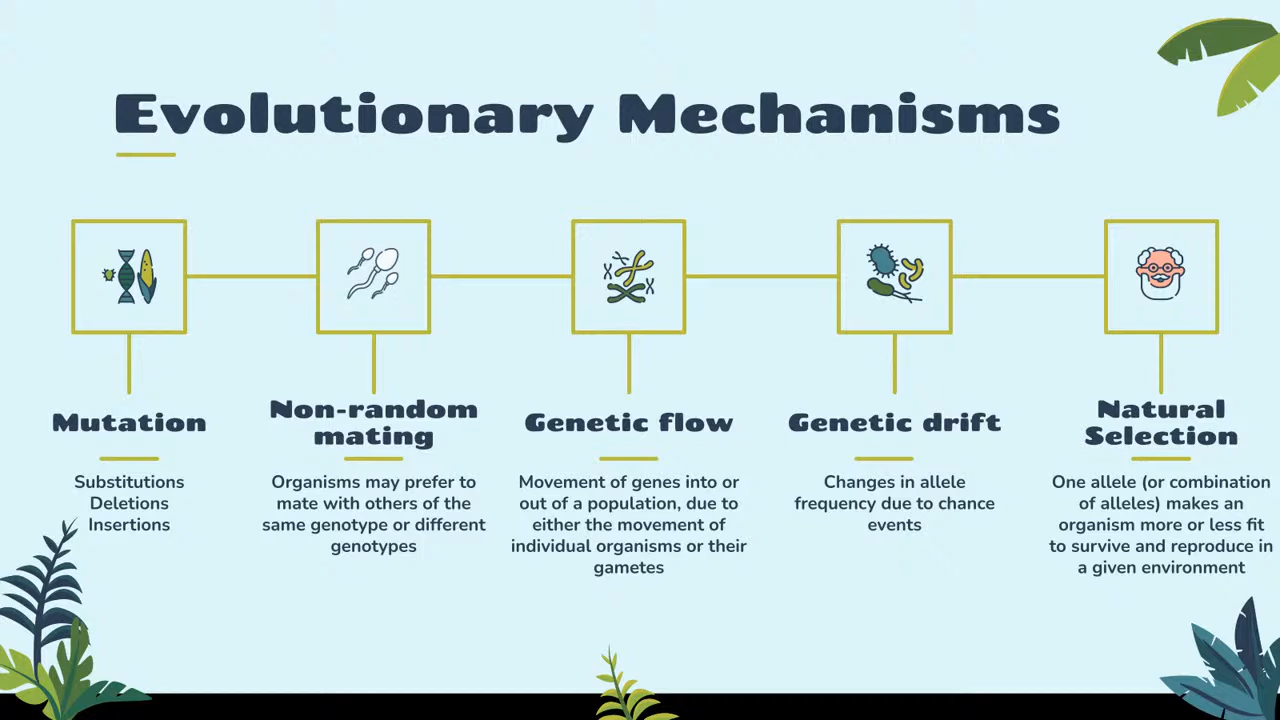 Evolutionary Mechanisms
Mutation
Substitutions
Deletions
Insertions
Non-random
mating
Organisms may prefer to
mate with others of the
same genotype or different
genotypes
Genetic flow
Movement of genes into or
out of a population, due to
either the movement of
individual organisms or their
gametes
Genetic drift
Changes in allele
frequency due to chance
events
Natural
Selection
One allele (or combination
of alleles) makes an
organism more or less fit
to survive and reproduce in
a given environment